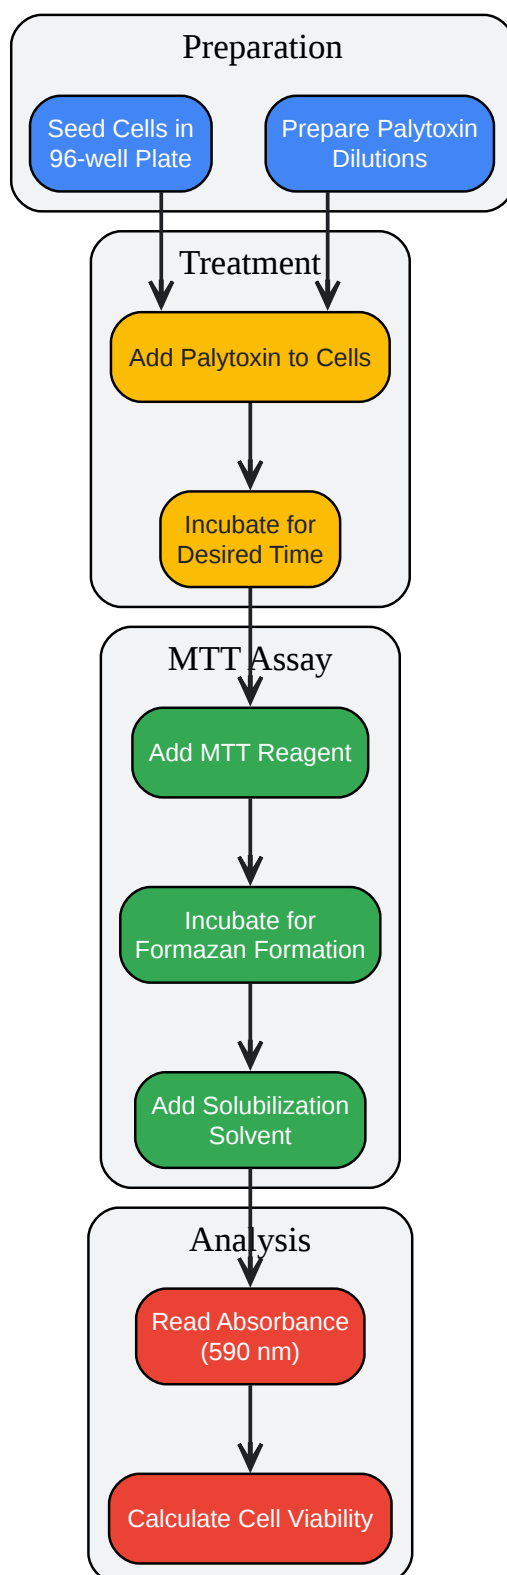 Preparation
Seed Cells in
96-well Plate
Prepare Palytoxin
Dilutions
Treatment
Add Palytoxin to Cells
Incubate for
Desired Time
MTT Assay
Add MTT Reagent
Incubate for
Formazan Formation
Add Solubilization
Solvent
Analysis
Read Absorbance
(590 nm)
Calculate Cell Viability